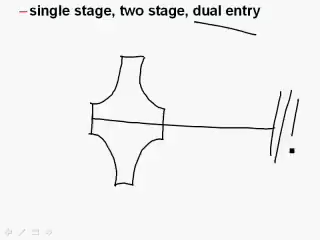 – single stage, two stage, dual entry